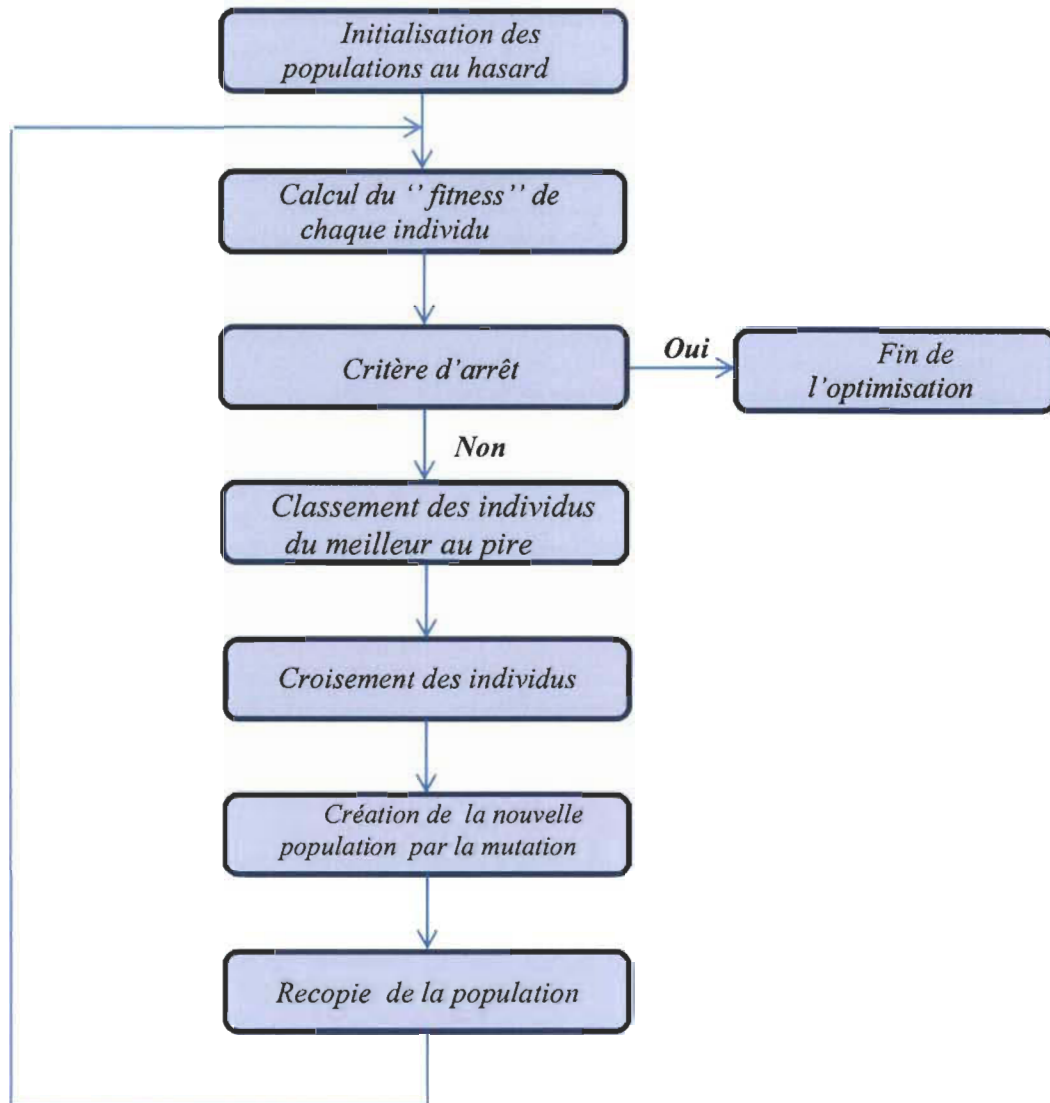 Initialisation des
populations au hasard
Calcul du ‘’ fitness’’ de
chaque individu
Critère d’arrêt
Oui
Fin de
l’optimisation
Non
Classement des individus
du meilleur au pire
Croisement des individus
Création de la nouvelle
population par la mutation
Recopie de la population